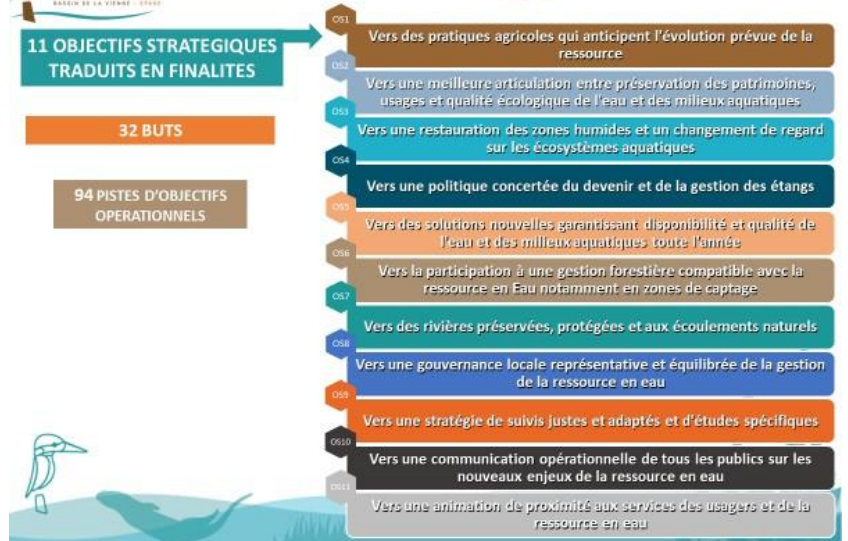 BASSIN DE LA VIENNE - EPAGE
11 OBJECTIFS STRATEGIQUES
TRADUITS EN FINALITES
32 BUTS
94 PISTES D'OBJECTIFS
OPERATIONNELS
OS1
Vers des pratiques agricoles qui anticipent l'évolution prévue de la
ressource
OS2
Vers une meilleure articulation entre préservation des patrimoines,
usages et qualité écologique de l'eau et des milieux aquatiques
OS3
Vers une restauration des zones humides et un changement de regard
sur les écosystèmes aquatiques
OS4
Vers une politique concertée du devenir et de la gestion des étangs
OS5
Vers des solutions nouvelles garantissant disponibilité et qualité de
l'eau et des milieux aquatiques toute l'année
OS6
Vers la participation à une gestion forestière compatible avec la
ressource en Eau notamment en zones de captage
OS7
Vers des rivières préservées, protégées et aux écoulements naturels
OS8
Vers une gouvernance locale représentative et équilibrée de la gestion
de la ressource en eau
OS9
Vers une stratégie de suivis justes et adaptés et d'études spécifiques
OS10
Vers une communication opérationnelle de tous les publics sur les
nouveaux enjeux de la ressource en eau
OS11
Vers une animation de proximité aux services des usagers et de la
ressource en eau